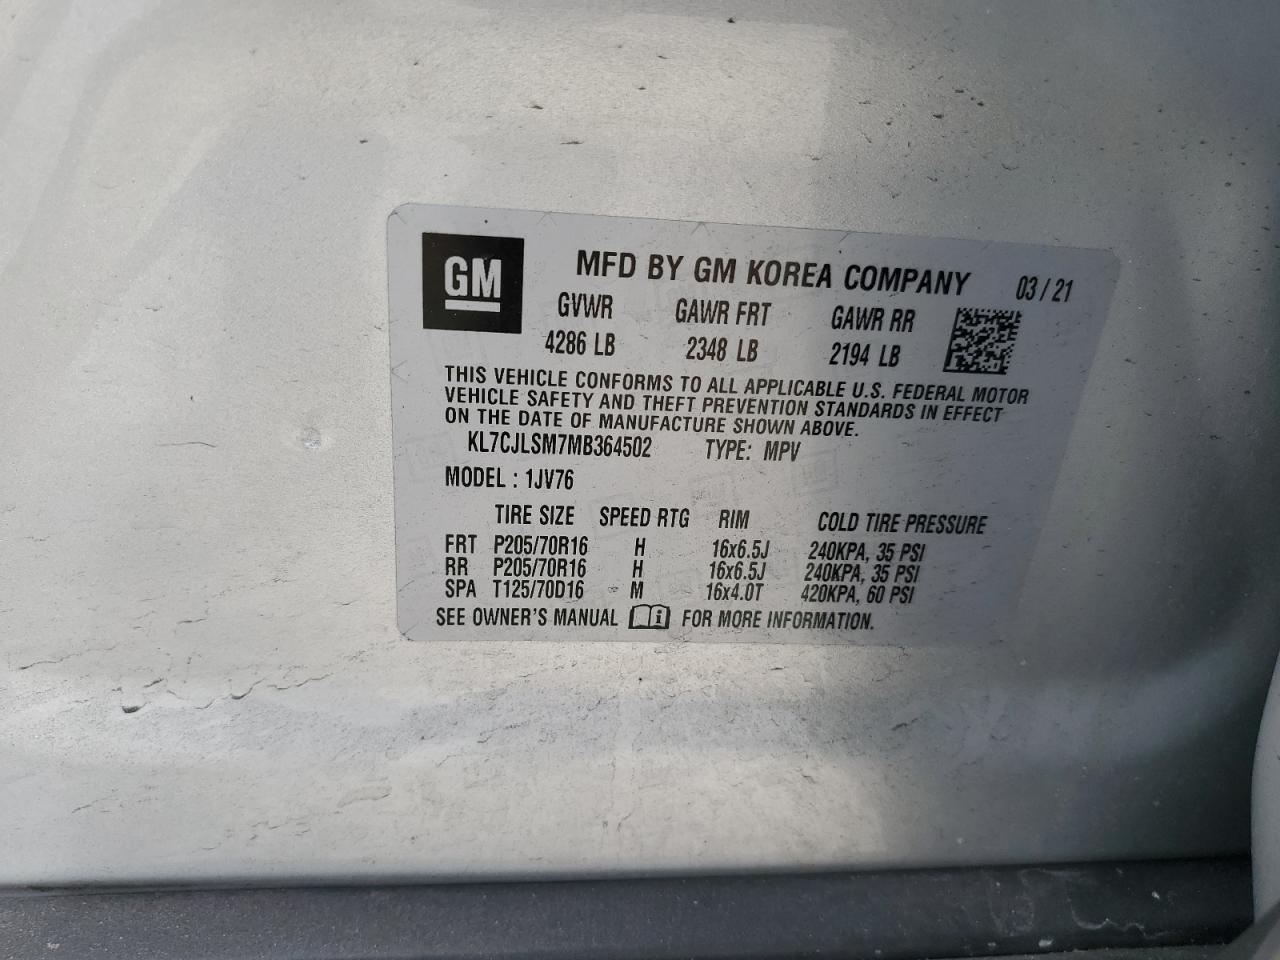 GM
MFD BY GM KOREA COMPANY 03/21
GVWR GAWR FRT GAWR RR
4286 LB 2348 LB 2194 LB
THIS VEHICLE CONFORMS TO ALL APPLICABLE U.S. FEDERAL MOTOR
VEHICLE SAFETY AND THEFT PREVENTION STANDARDS IN EFFECT
ON THE DATE OF MANUFACTURE SHOWN ABOVE.
KL7CJLSM7MB364502 TYPE: MPV
MODEL : 1JV76
TIRE SIZE SPEED RTG RIM COLD TIRE PRESSURE
FRT P205/70R16 H 16x6.5J 240KPA, 35 PSI
RR P205/70R16 H 16x6.5J 240KPA, 35 PSI
SPA T125/70D16 M 16x4.0T 420KPA, 60 PSI
SEE OWNER'S MANUAL i FOR MORE INFORMATION.